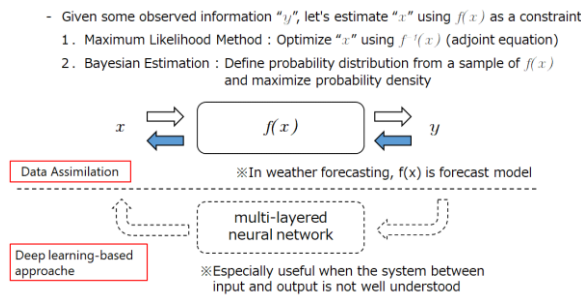 - Given some observed information “y”, let's estimate “x” using f(x) as a constraint
1. Maximum Likelihood Method : Optimize “x” using f⁻¹(x) (adjoint equation)
2. Bayesian Estimation : Define probability distribution from a sample of f(x)
and maximize probability density
x f(x) y
Data Assimilation
※In weather forecasting, f(x) is forecast model
multi-layered
neural network
Deep learning-based
approache
※Especially useful when the system between
input and output is not well understood